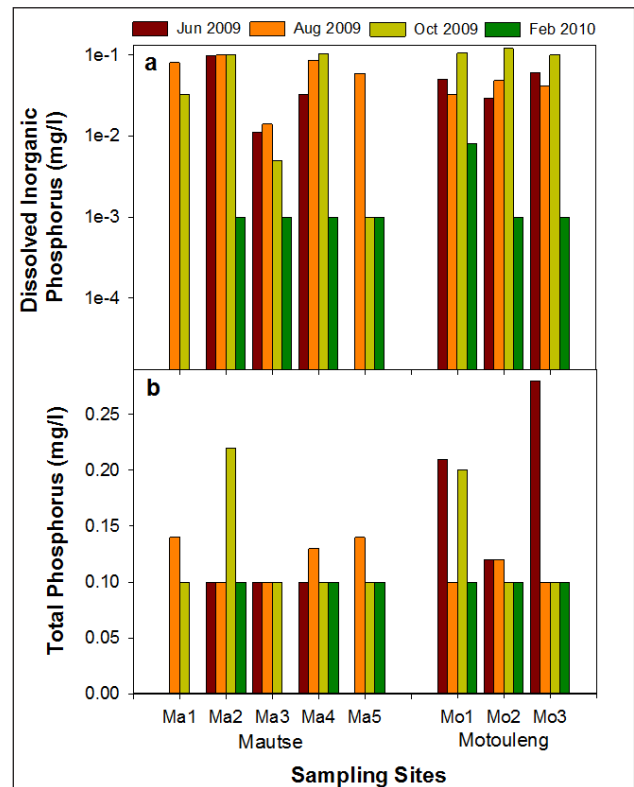 Jun 2009 Aug 2009 Oct 2009 Feb 2010
a
1e-1
1e-2
1e-3
1e-4
Dissolved Inorganic
Phosphorus (mg/l)
b
0.25
0.20
0.15
0.10
0.05
0.00
Total Phosphorus (mg/l)
Ma1 Ma2 Ma3 Ma4 Ma5 Mo1 Mo2 Mo3
Mautse Motouleng
Sampling Sites